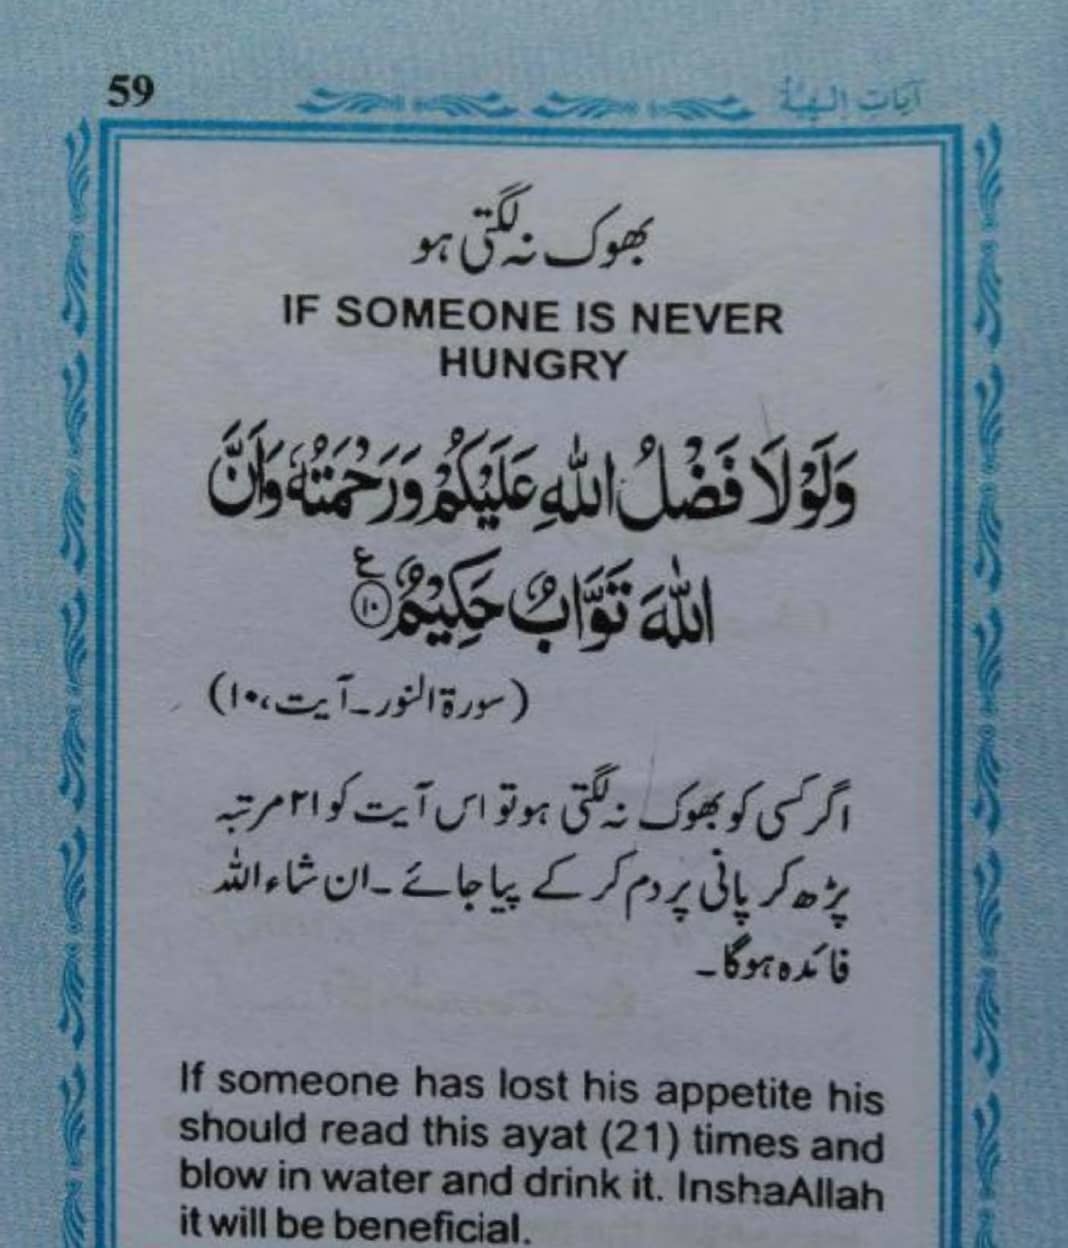 59
آیات الٰہیۃ
بھوک نہ لگتی ہو
IF SOMEONE IS NEVER
HUNGRY
وَلَوْلَا فَضْلُ اللّٰهِ عَلَيْكُمْ وَرَحْمَتُهٗ وَاَنَّ
اللّٰهَ تَوَّابٌ حَكِيْمٌ ع ۱۰
(سورۃ النور۔ آیت، ۱۰)
اگر کسی کو بھوک نہ لگتی ہو تو اس آیت کو ۲۱ مرتبہ
پڑھ کر پانی پر دم کر کے پیا جائے۔ ان شاء اللہ
فائدہ ہوگا۔
If someone has lost his appetite his
should read this ayat (21) times and
blow in water and drink it. InshaAllah
it will be beneficial.